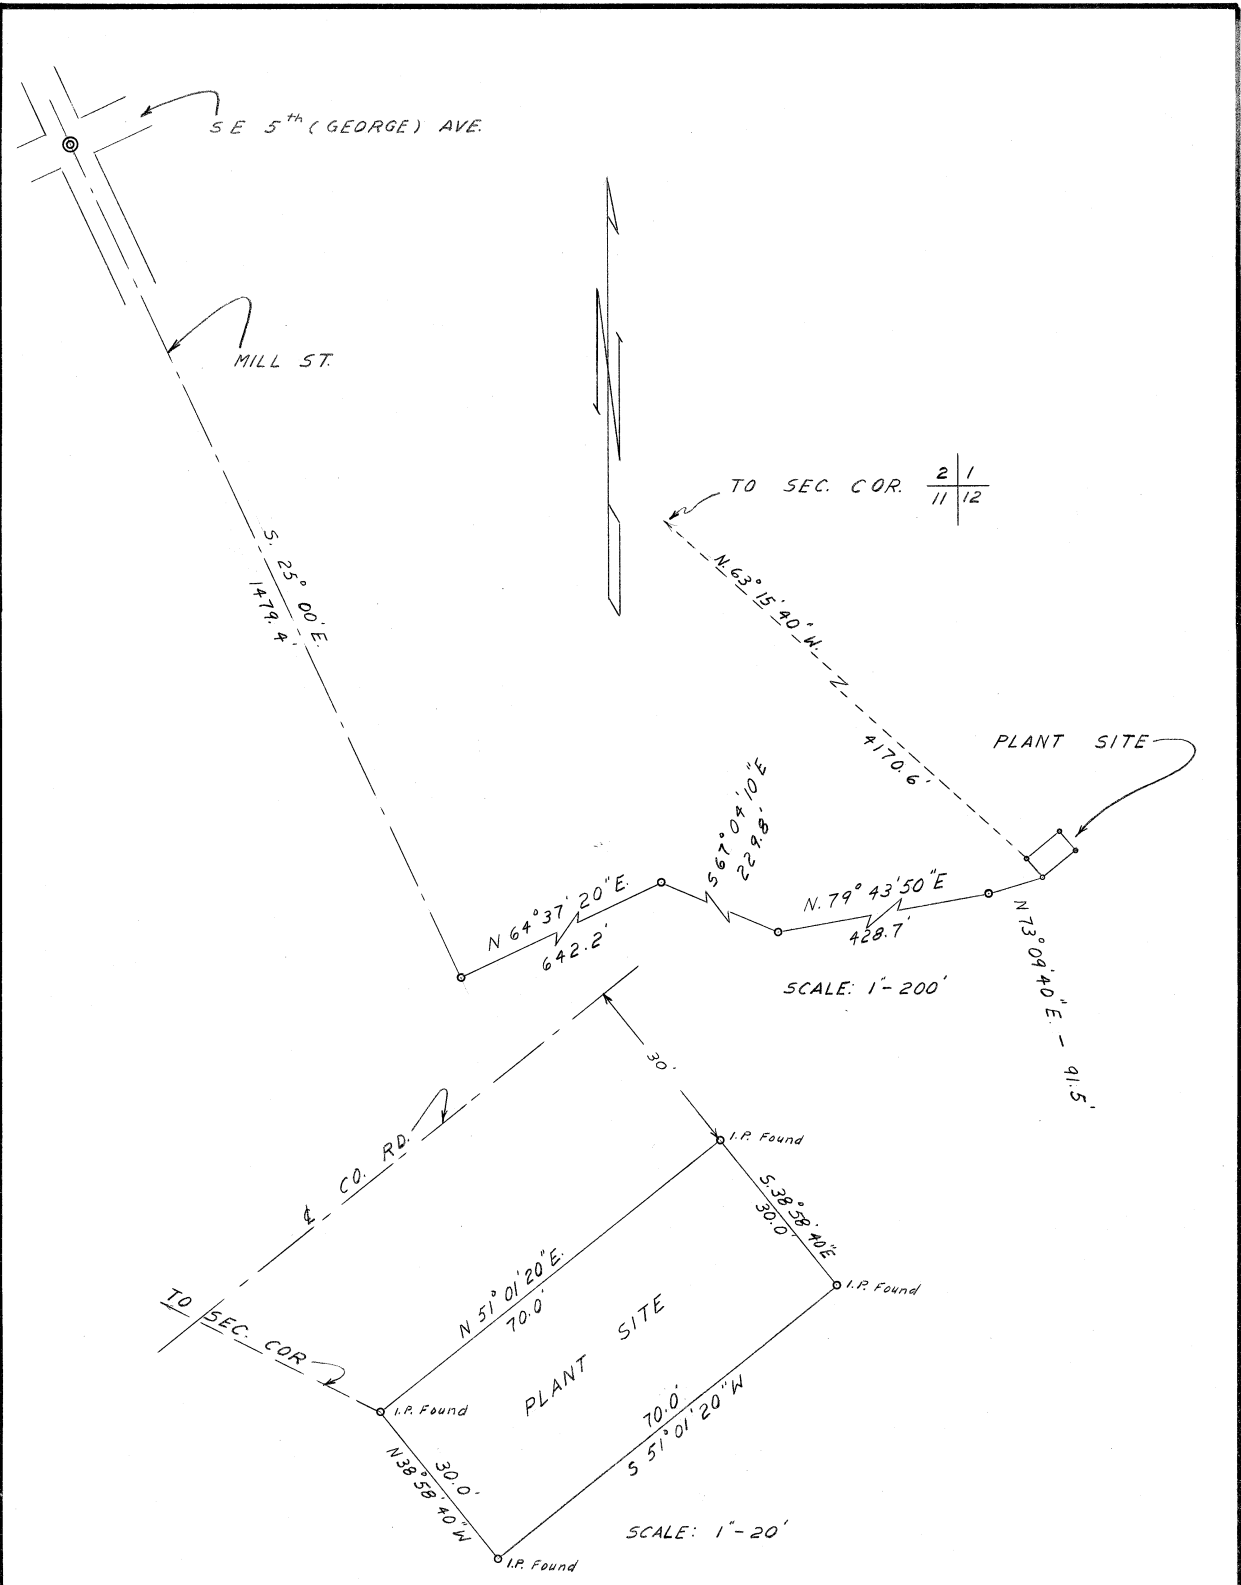 S E 5th (GEORGE) AVE.
MILL ST.
TO SEC. COR. 2 1
11 12
S. 25° 00' E.
1479.4'
N. 63° 15' 40" W.
4170.6'
PLANT SITE
S 67° 04' 10" E
229.8'
N 64° 37' 20" E.
642.2'
N. 79° 43' 50" E
428.7'
N 73° 09' 40" E. - 91.5'
SCALE: 1"- 200'
30'
℄ CO. RD.
I.P. Found
S. 38° 58' 40" E
30.0'
I.P. Found
TO SEC. COR
N 51° 01' 20" E.
70.0'
PLANT SITE
I.P. Found
70.0'
S 51° 01' 20" W
30.0'
N 38° 58' 40" W
SCALE: 1"- 20'
I.P. Found